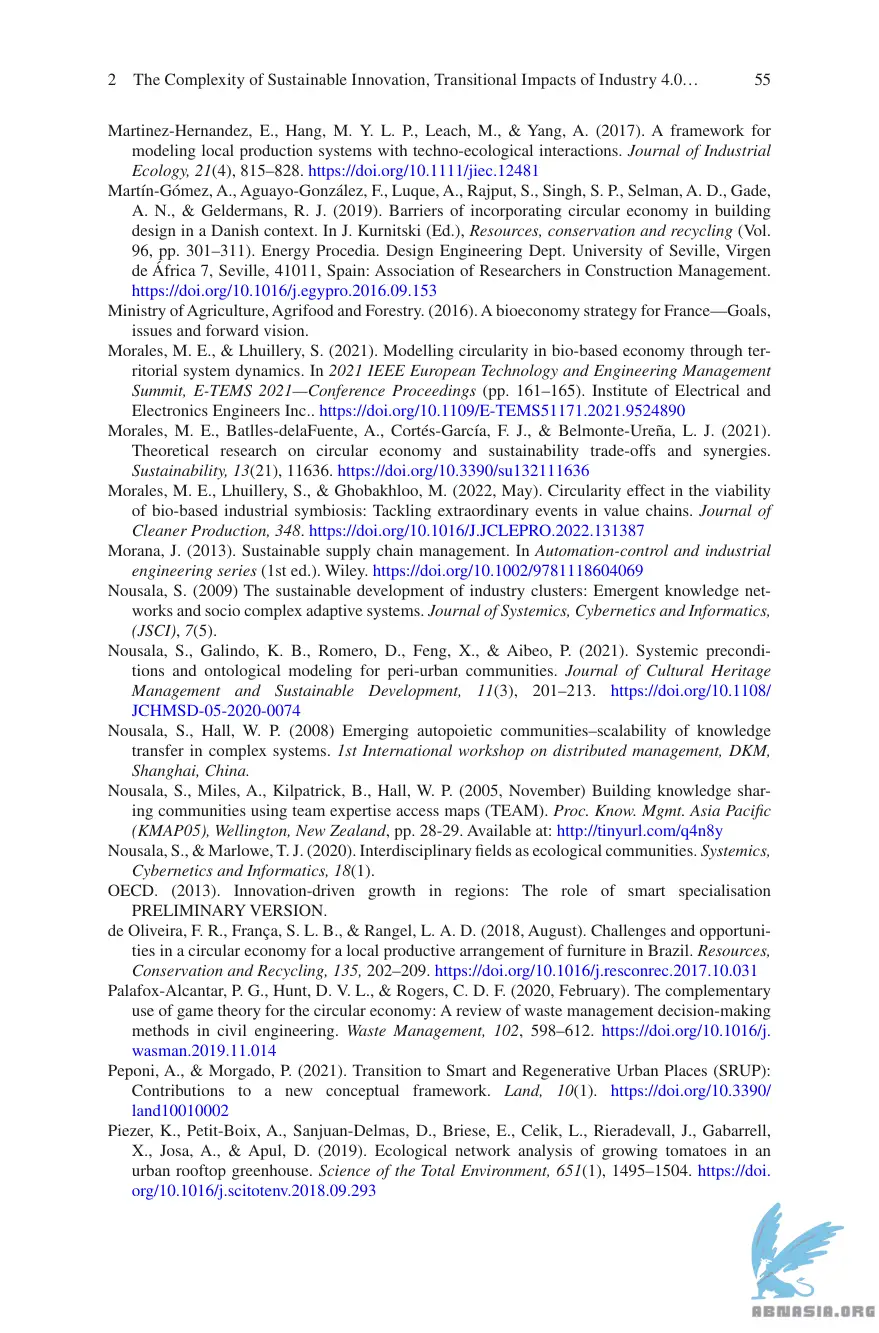 2 The Complexity of Sustainable Innovation, Transitional Impacts of Industry 4.0… 55
Martinez-Hernandez, E., Hang, M. Y. L. P., Leach, M., & Yang, A. (2017). A framework for
modeling local production systems with techno-ecological interactions. Journal of Industrial
Ecology, 21(4), 815–828. https://doi.org/10.1111/jiec.12481
Martín-Gómez, A., Aguayo-González, F., Luque, A., Rajput, S., Singh, S. P., Selman, A. D., Gade,
A. N., & Geldermans, R. J. (2019). Barriers of incorporating circular economy in building
design in a Danish context. In J. Kurnitski (Ed.), Resources, conservation and recycling (Vol.
96, pp. 301–311). Energy Procedia. Design Engineering Dept. University of Seville, Virgen
de África 7, Seville, 41011, Spain: Association of Researchers in Construction Management.
https://doi.org/10.1016/j.egypro.2016.09.153
Ministry of Agriculture, Agrifood and Forestry. (2016). A bioeconomy strategy for France—Goals,
issues and forward vision.
Morales, M. E., & Lhuillery, S. (2021). Modelling circularity in bio-based economy through ter-
ritorial system dynamics. In 2021 IEEE European Technology and Engineering Management
Summit, E-TEMS 2021—Conference Proceedings (pp. 161–165). Institute of Electrical and
Electronics Engineers Inc.. https://doi.org/10.1109/E-TEMS51171.2021.9524890
Morales, M. E., Batlles-delaFuente, A., Cortés-García, F. J., & Belmonte-Ureña, L. J. (2021).
Theoretical research on circular economy and sustainability trade-offs and synergies.
Sustainability, 13(21), 11636. https://doi.org/10.3390/su132111636
Morales, M. E., Lhuillery, S., & Ghobakhloo, M. (2022, May). Circularity effect in the viability
of bio-based industrial symbiosis: Tackling extraordinary events in value chains. Journal of
Cleaner Production, 348. https://doi.org/10.1016/J.JCLEPRO.2022.131387
Morana, J. (2013). Sustainable supply chain management. In Automation-control and industrial
engineering series (1st ed.). Wiley. https://doi.org/10.1002/9781118604069
Nousala, S. (2009) The sustainable development of industry clusters: Emergent knowledge net-
works and socio complex adaptive systems. Journal of Systemics, Cybernetics and Informatics,
(JSCI), 7(5).
Nousala, S., Galindo, K. B., Romero, D., Feng, X., & Aibeo, P. (2021). Systemic precondi-
tions and ontological modeling for peri-urban communities. Journal of Cultural Heritage
Management and Sustainable Development, 11(3), 201–213. https://doi.org/10.1108/
JCHMSD-05-2020-0074
Nousala, S., Hall, W. P. (2008) Emerging autopoietic communities–scalability of knowledge
transfer in complex systems. 1st International workshop on distributed management, DKM,
Shanghai, China.
Nousala, S., Miles, A., Kilpatrick, B., Hall, W. P. (2005, November) Building knowledge shar-
ing communities using team expertise access maps (TEAM). Proc. Know. Mgmt. Asia Pacific
(KMAP05), Wellington, New Zealand, pp. 28-29. Available at: http://tinyurl.com/q4n8y
Nousala, S., & Marlowe, T. J. (2020). Interdisciplinary fields as ecological communities. Systemics,
Cybernetics and Informatics, 18(1).
OECD. (2013). Innovation-driven growth in regions: The role of smart specialisation
PRELIMINARY VERSION.
de Oliveira, F. R., França, S. L. B., & Rangel, L. A. D. (2018, August). Challenges and opportuni-
ties in a circular economy for a local productive arrangement of furniture in Brazil. Resources,
Conservation and Recycling, 135, 202–209. https://doi.org/10.1016/j.resconrec.2017.10.031
Palafox-Alcantar, P. G., Hunt, D. V. L., & Rogers, C. D. F. (2020, February). The complementary
use of game theory for the circular economy: A review of waste management decision-making
methods in civil engineering. Waste Management, 102, 598–612. https://doi.org/10.1016/j.
wasman.2019.11.014
Peponi, A., & Morgado, P. (2021). Transition to Smart and Regenerative Urban Places (SRUP):
Contributions to a new conceptual framework. Land, 10(1). https://doi.org/10.3390/
land10010002
Piezer, K., Petit-Boix, A., Sanjuan-Delmas, D., Briese, E., Celik, L., Rieradevall, J., Gabarrell,
X., Josa, A., & Apul, D. (2019). Ecological network analysis of growing tomatoes in an
urban rooftop greenhouse. Science of the Total Environment, 651(1), 1495–1504. https://doi.
org/10.1016/j.scitotenv.2018.09.293
ABNASIA.ORG